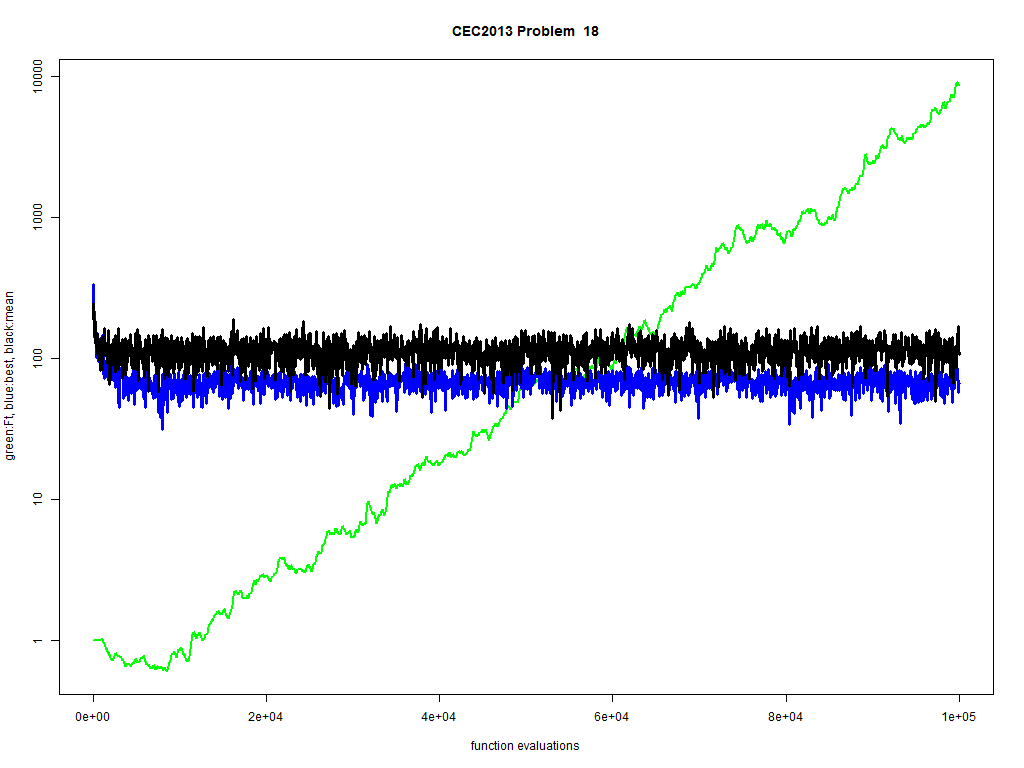 CEC2013 Problem  18
green:Ft, blue:best, black:mean
10000
1000
100
10
1
0e+00
2e+04
4e+04
6e+04
8e+04
1e+05
function evaluations